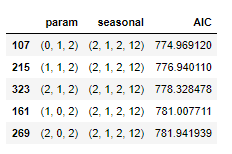 param seasonal AIC
107 (0, 1, 2) (2, 1, 2, 12) 774.969120
215 (1, 1, 2) (2, 1, 2, 12) 776.940110
323 (2, 1, 2) (2, 1, 2, 12) 778.328478
161 (1, 0, 2) (2, 1, 2, 12) 781.007711
269 (2, 0, 2) (2, 1, 2, 12) 781.941939